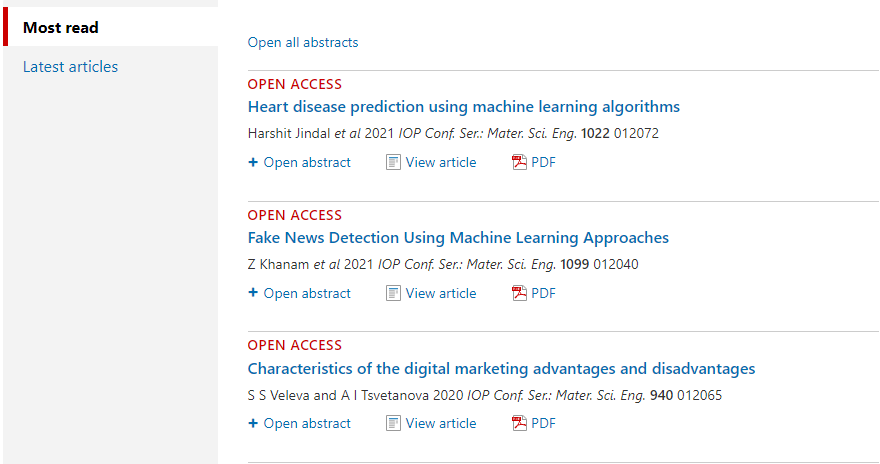 Most read
Latest articles
Open all abstracts
OPEN ACCESS
Heart disease prediction using machine learning algorithms
Harshit Jindal et al 2021 IOP Conf. Ser.: Mater. Sci. Eng. 1022 012072
+ Open abstract View article PDF
OPEN ACCESS
Fake News Detection Using Machine Learning Approaches
Z Khanam et al 2021 IOP Conf. Ser.: Mater. Sci. Eng. 1099 012040
+ Open abstract View article PDF
OPEN ACCESS
Characteristics of the digital marketing advantages and disadvantages
S S Veleva and A I Tsvetanova 2020 IOP Conf. Ser.: Mater. Sci. Eng. 940 012065
+ Open abstract View article PDF